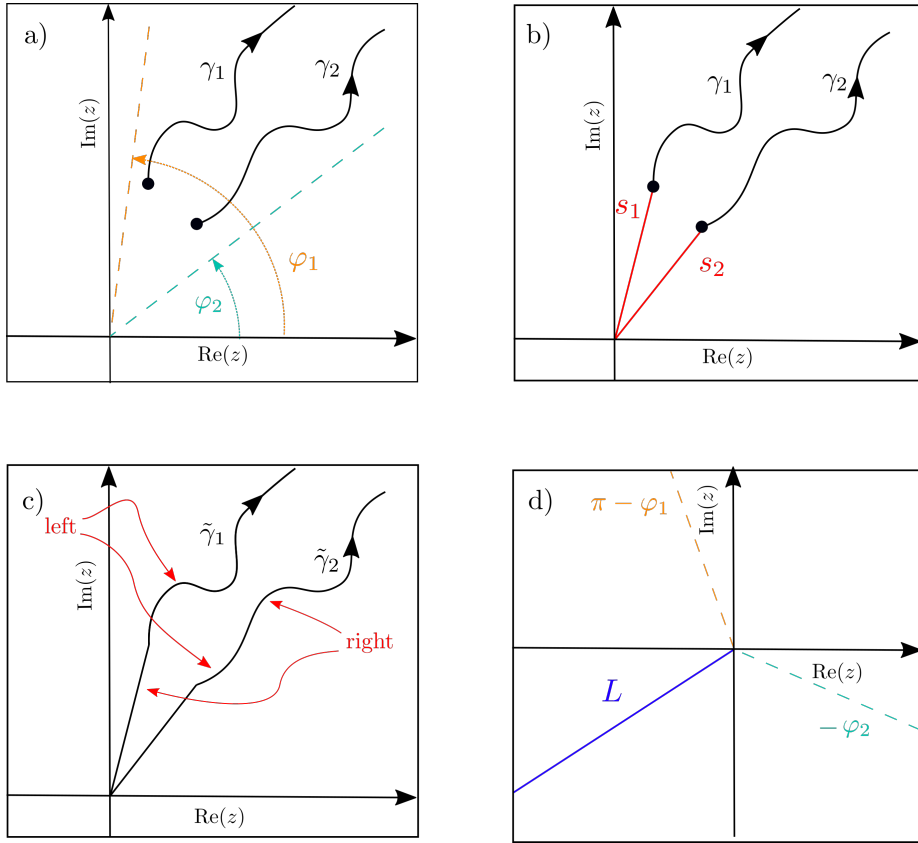 a)
γ₁
γ₂
Im(z)
φ₁
φ₂
Re(z)
b)
γ₁
γ₂
Im(z)
s₁
s₂
Re(z)
c)
left
γ̃₁
γ̃₂
Im(z)
right
Re(z)
d)
π − φ₁
Im(z)
Re(z)
L
−φ₂